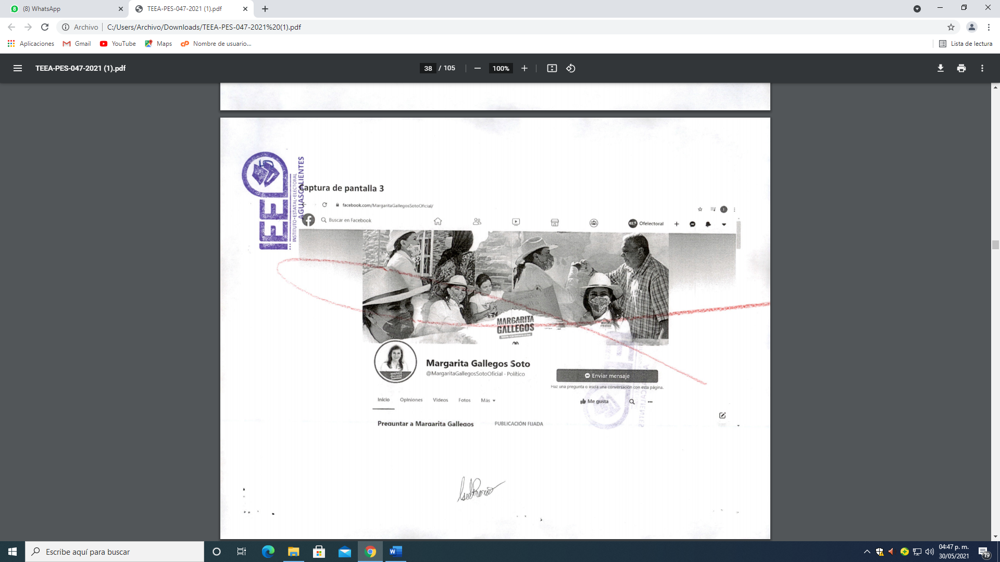 (8) WhatsApp
TEEA-PES-047-2021 (1).pdf
Archivo
C:/Users/Archivo/Downloads/TEEA-PES-047-2021%20(1).pdf
Aplicaciones
Gmail
YouTube
Maps
Nombre de usuario...
Lista de lectura
TEEA-PES-047-2021 (1).pdf
38 / 105
100%
IEE
INSTITUTO·ESTATAL·ELECTORAL
AGUASCALIENTES
Captura de pantalla 3
facebook.com/MargaritaGallegosSotoOficial/
Buscar en Facebook
Ofelectoral
MARGARITA
GALLEGOS
Margarita Gallegos Soto
@MargaritaGallegosSotoOficial · Político
Enviar mensaje
Haz una pregunta o inicia una conversación con esta página.
Inicio
Opiniones
Videos
Fotos
Más
Me gusta
Preguntar a Margarita Gallegos
PUBLICACIÓN FIJADA
Escribe aquí para buscar
04:47 p. m.
30/05/2021
19